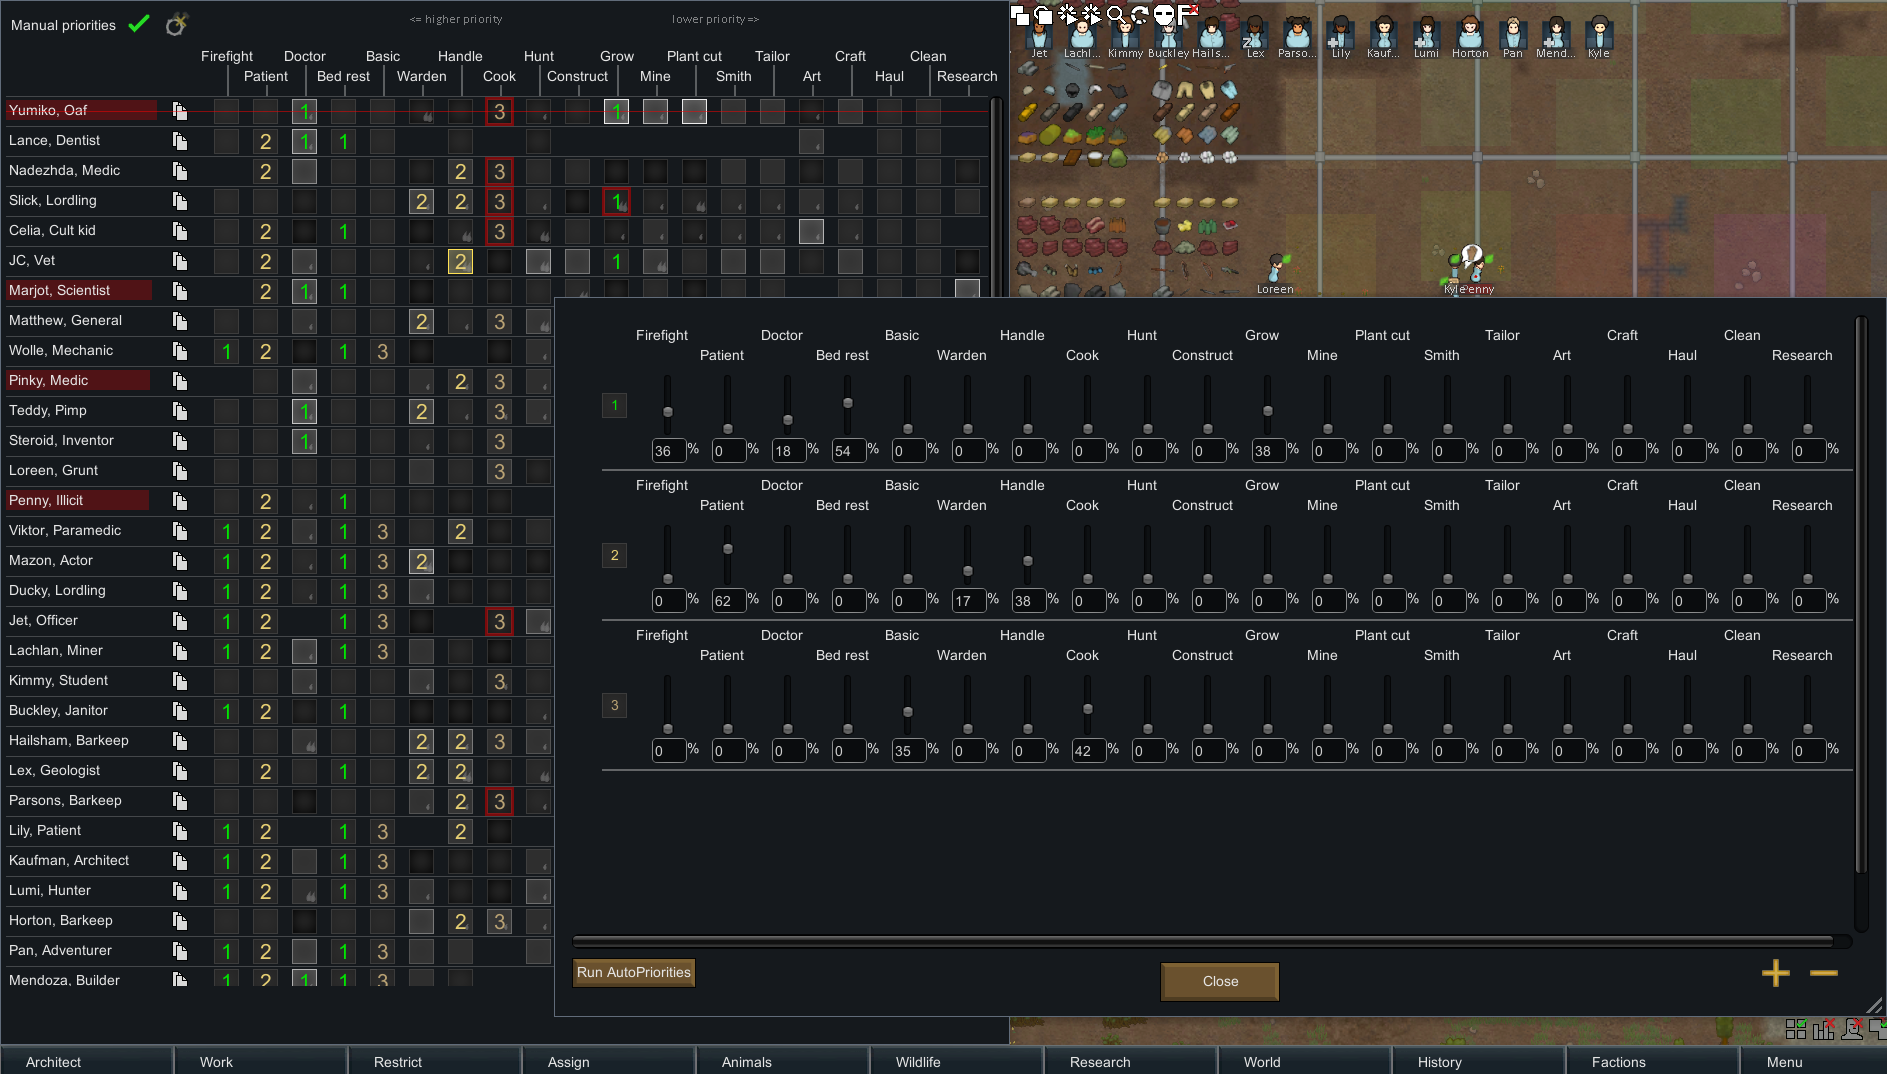 Manual priorities
<= higher priority
lower priority =>
Firefight Doctor Basic Handle Hunt Grow Plant cut Tailor Craft Clean
Patient Bed rest Warden Cook Construct Mine Smith Art Haul Research
Yumiko, Oaf 1 3 1
Lance, Dentist 2 1 1
Nadezhda, Medic 2 2 3
Slick, Lordling 2 2 3 1
Celia, Cult kid 2 1 3
JC, Vet 2 2 1
Marjot, Scientist 2 1 1
Matthew, General 2 3
Wolle, Mechanic 1 2 1 3
Pinky, Medic 2 3
Teddy, Pimp 1 2 3
Steroid, Inventor 1 3
Loreen, Grunt 3
Penny, Illicit 2 1
Viktor, Paramedic 1 2 1 3 2
Mazon, Actor 1 2 1 3 2
Ducky, Lordling 1 2 1 3
Jet, Officer 1 2 1 3 3
Lachlan, Miner 1 2 1 3
Kimmy, Student 3
Buckley, Janitor 1 2 1
Hailsham, Barkeep 2 2 3
Lex, Geologist 2 1 2 2
Parsons, Barkeep 2 3
Lily, Patient 1 2 1 3 2
Kaufman, Architect 1 2 1 3
Lumi, Hunter 1 2 1 3
Horton, Barkeep 2 3
Pan, Adventurer 1 2 1 3
Mendoza, Builder 1 2 1 1 3
Jet Lachl... Kimmy Buckley Hails... Lex Parso... Lily Kauf... Lumi Horton Pan Mend... Kyle
Loreen
Kyle
Penny
Firefight Doctor Basic Handle Hunt Grow Plant cut Tailor Craft Clean
Patient Bed rest Warden Cook Construct Mine Smith Art Haul Research
1
36 % 0 % 18 % 54 % 0 % 0 % 0 % 0 % 0 % 0 % 38 % 0 % 0 % 0 % 0 % 0 % 0 % 0 % 0 % 0 %
Firefight Doctor Basic Handle Hunt Grow Plant cut Tailor Craft Clean
Patient Bed rest Warden Cook Construct Mine Smith Art Haul Research
2
0 % 62 % 0 % 0 % 0 % 17 % 38 % 0 % 0 % 0 % 0 % 0 % 0 % 0 % 0 % 0 % 0 % 0 % 0 % 0 %
Firefight Doctor Basic Handle Hunt Grow Plant cut Tailor Craft Clean
Patient Bed rest Warden Cook Construct Mine Smith Art Haul Research
3
0 % 0 % 0 % 0 % 35 % 0 % 0 % 42 % 0 % 0 % 0 % 0 % 0 % 0 % 0 % 0 % 0 % 0 % 0 % 0 %
Run AutoPriorities
Close
Architect Work Restrict Assign Animals Wildlife Research World History Factions Menu